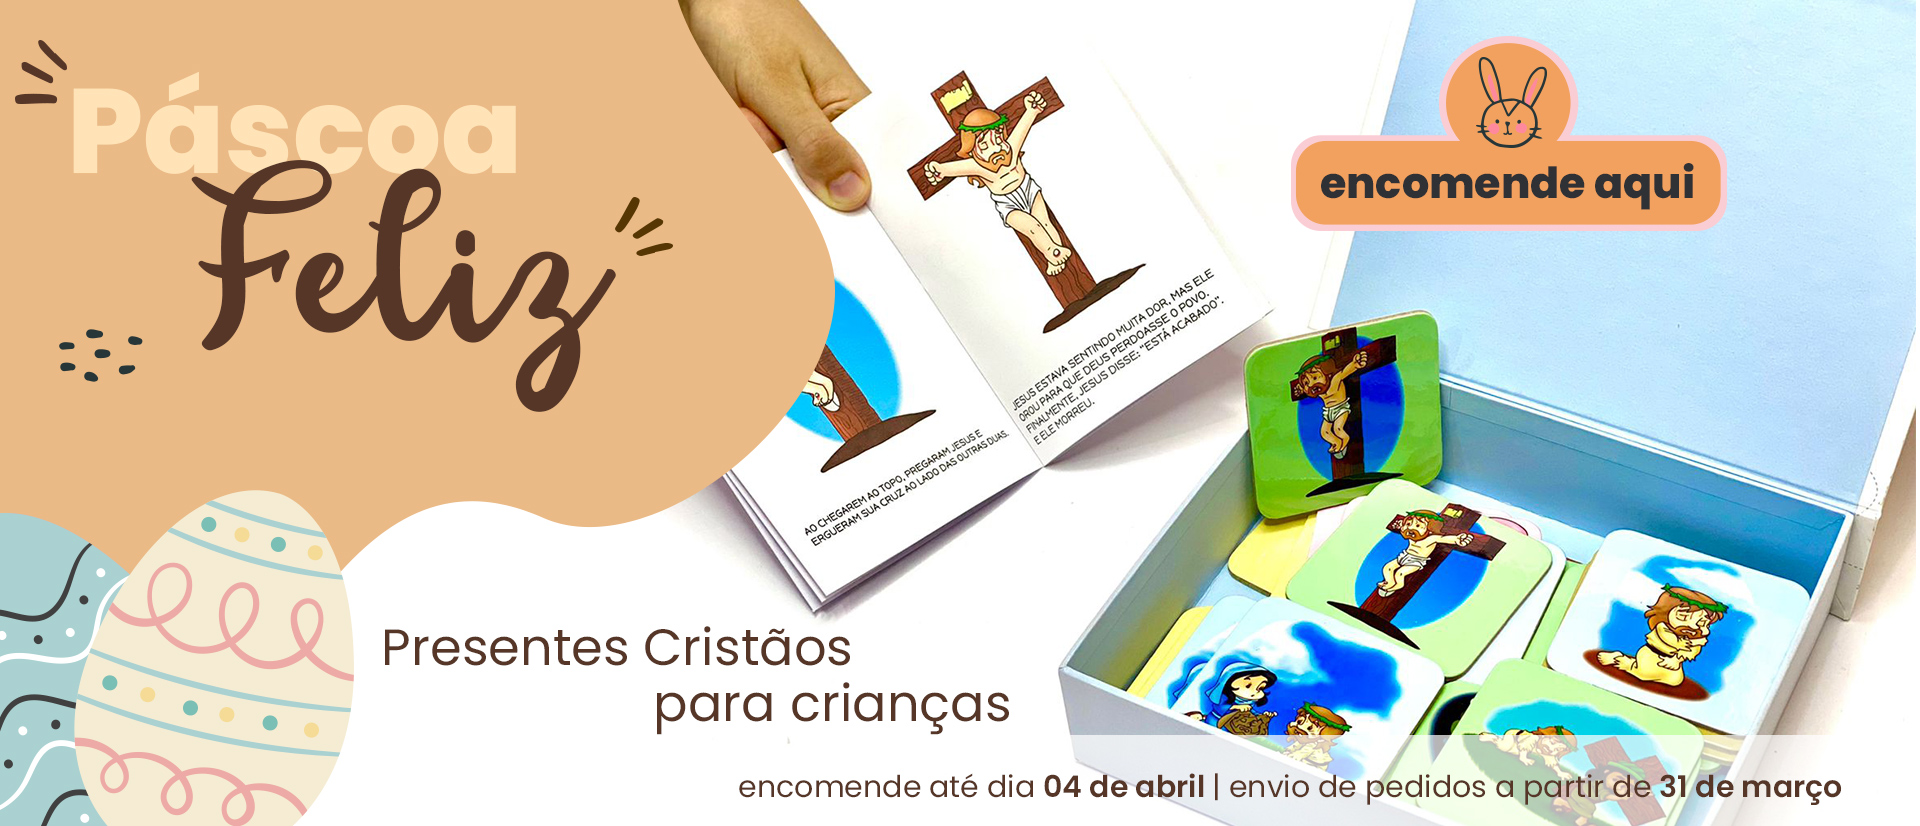 Páscoa
Feliz
encomende aqui
JESUS ESTAVA SENTINDO MUITA DOR, MAS ELE
OROU PARA QUE DEUS PERDOASSE O POVO.
FINALMENTE, JESUS DISSE: "ESTÁ ACABADO".
E ELE MORREU.
AO CHEGAREM AO TOPO, PREGARAM JESUS E
ERGUERAM SUA CRUZ AO LADO DAS OUTRAS DUAS.
Presentes Cristãos
para crianças
encomende até dia 04 de abril | envio de pedidos a partir de 31 de março